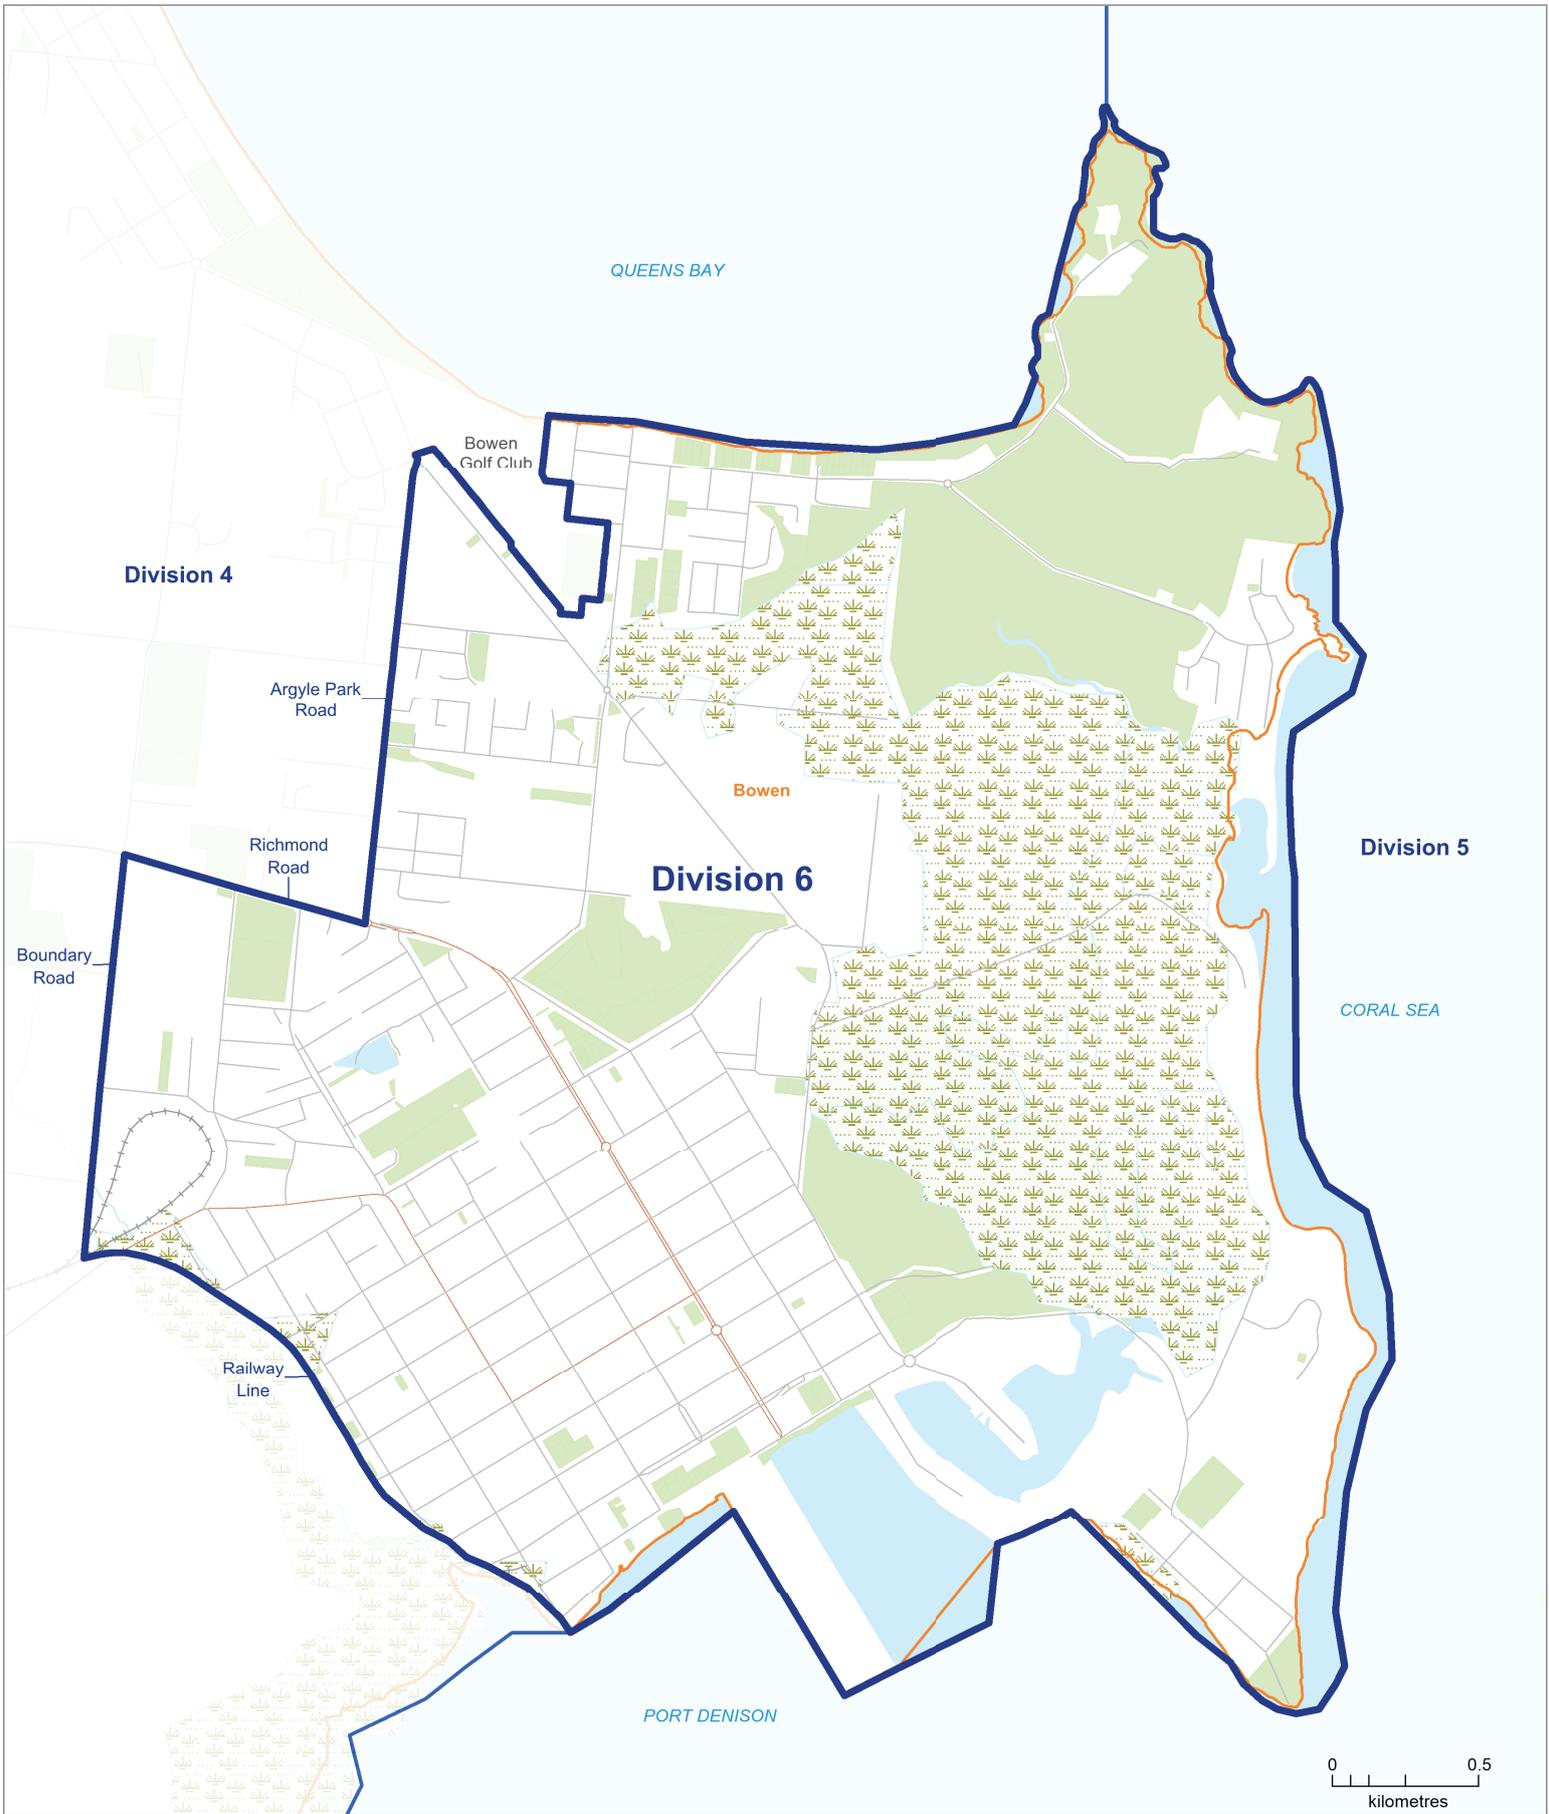 QUEENS BAY
Bowen
Golf Club
Division 4
Argyle Park
Road
Bowen
Richmond
Road
Division 6
Division 5
Boundary
Road
CORAL SEA
Railway
Line
PORT DENISON
0 0.5
kilometres